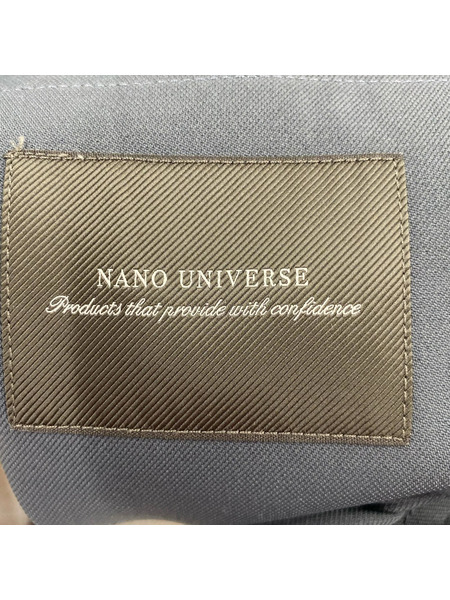 NANO UNIVERSE
Products that provide with confidence